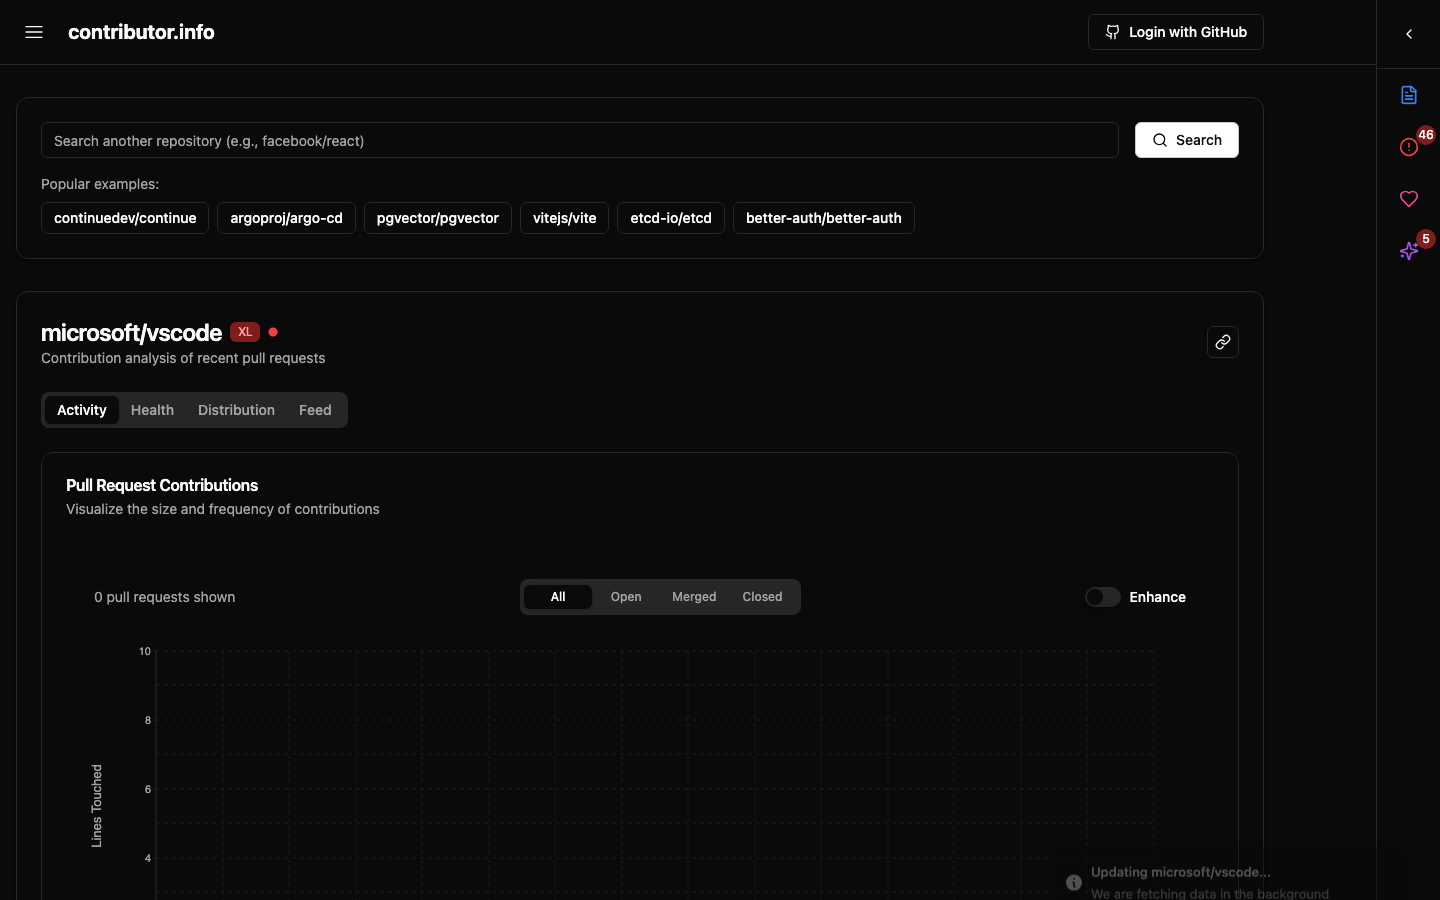 contributor.info
Login with GitHub
Search another repository (e.g., facebook/react)
Search
46
Popular examples:
continuedev/continue
argoproj/argo-cd
pgvector/pgvector
vitejs/vite
etcd-io/etcd
better-auth/better-auth
5
microsoft/vscode
XL
Contribution analysis of recent pull requests
Activity
Health
Distribution
Feed
Pull Request Contributions
Visualize the size and frequency of contributions
0 pull requests shown
All
Open
Merged
Closed
Enhance
10
8
6
4
Lines Touched
Updating microsoft/vscode...
We are fetching data in the background